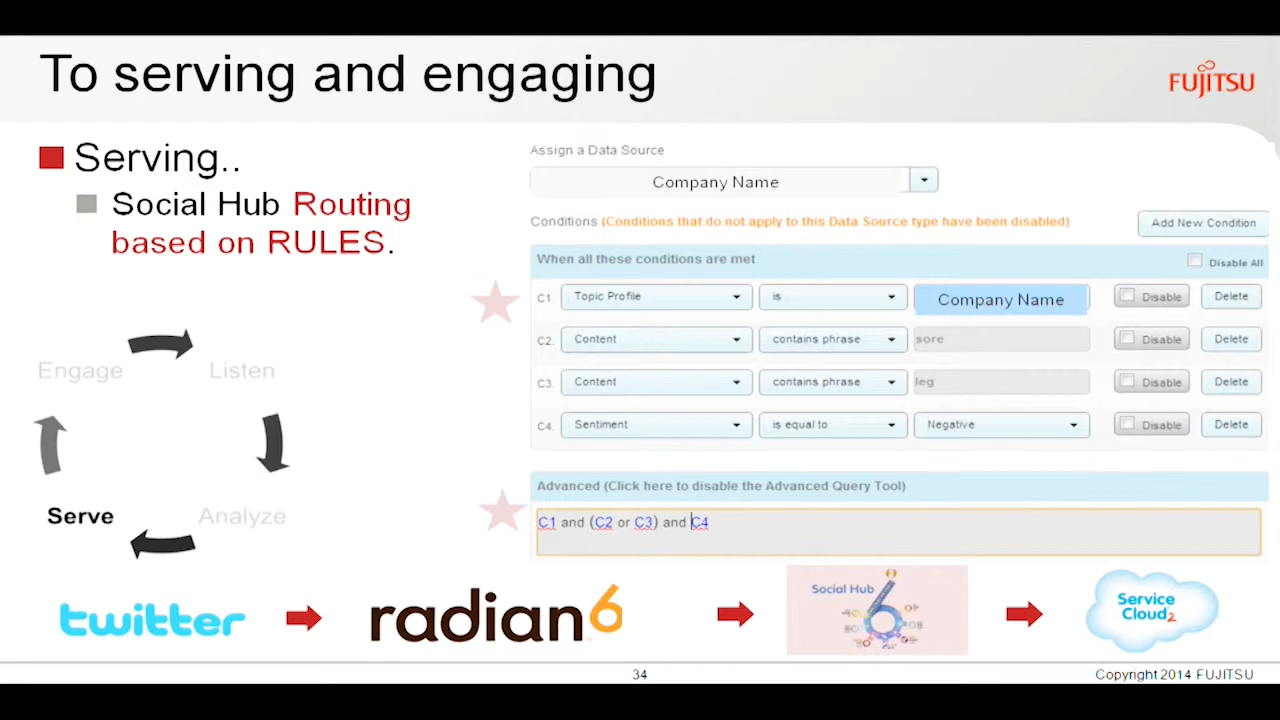 To serving and engaging
FUJITSU
Serving..
Social Hub Routing
based on RULES.
Engage
Listen
Serve
Analyze
Assign a Data Source
Company Name
Conditions (Conditions that do not apply to this Data Source type have been disabled)
Add New Condition
When all these conditions are met
Disable All
C1. Topic Profile is Company Name Disable Delete
C2. Content contains phrase sore Disable Delete
C3. Content contains phrase leg Disable Delete
C4. Sentiment is equal to Negative Disable Delete
Advanced (Click here to disable the Advanced Query Tool)
C1 and (C2 or C3) and C4
twitter
radian6
Social Hub
6
Service
Cloud2
34
Copyright 2014 FUJITSU